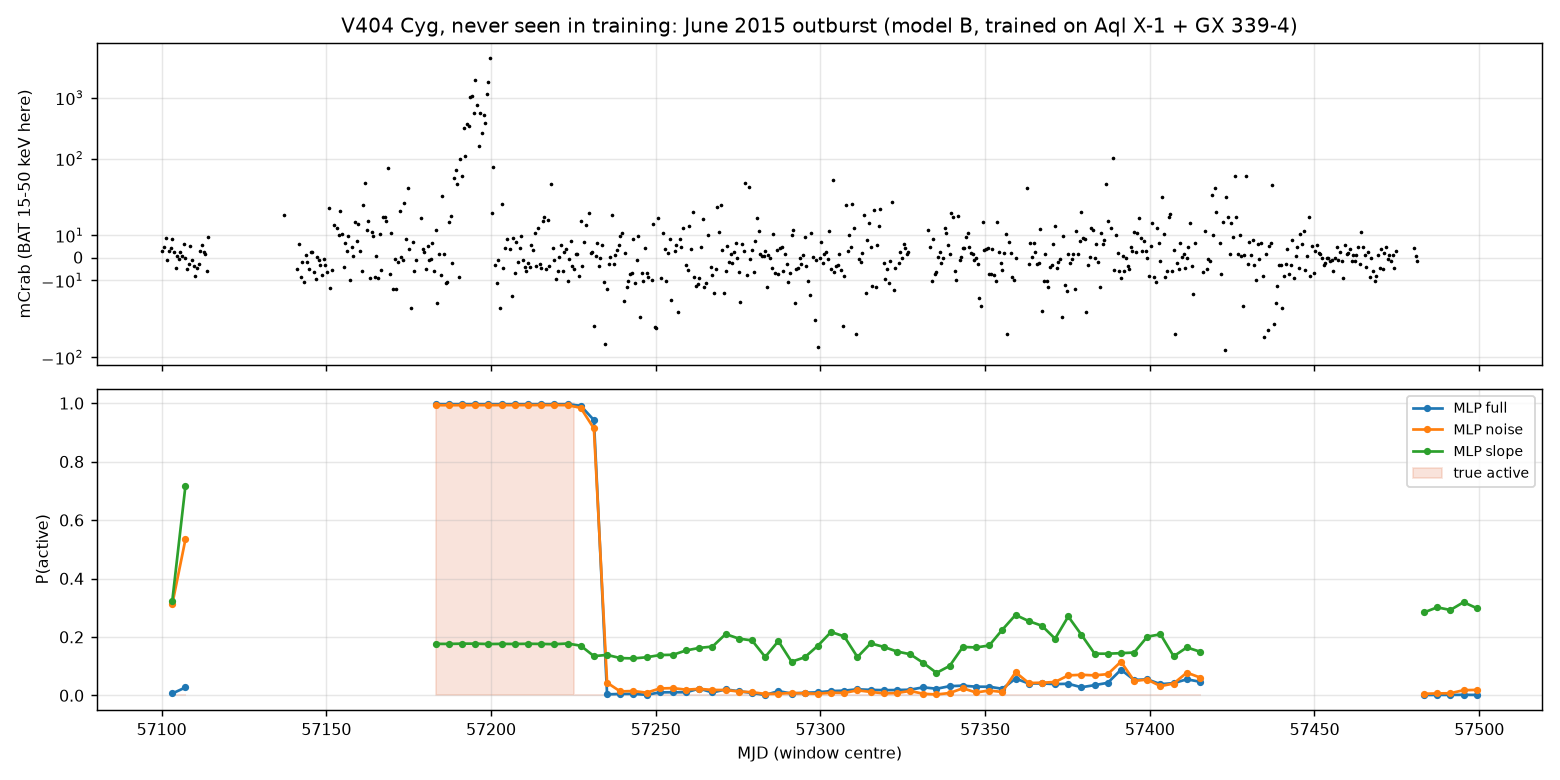 V404 Cyg, never seen in training: June 2015 outburst (model B, trained on Aql X-1 + GX 339-4)
mCrab (BAT 15-50 keV here)
10³
10²
10¹
0
−10¹
−10²
P(active)
1.0
0.8
0.6
0.4
0.2
0.0
MLP full
MLP noise
MLP slope
true active
57100 57150 57200 57250 57300 57350 57400 57450 57500
MJD (window centre)